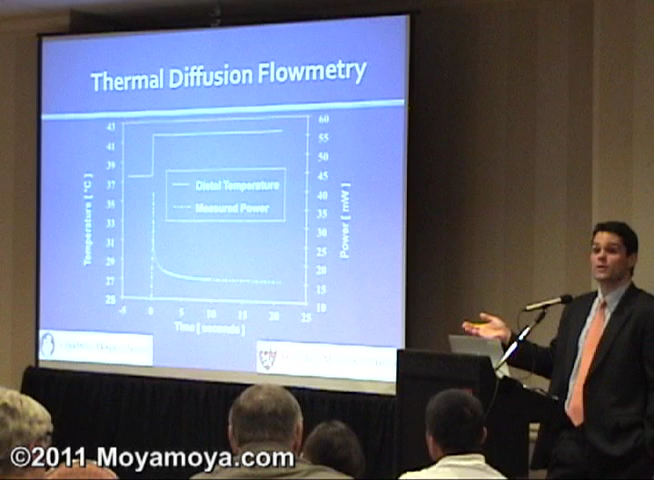 Thermal Diffusion Flowmetry
43
41
39
37
35
33
31
29
27
25
Temperature [ °C ]
Distal Temperature
Measured Power
60
55
50
45
40
35
30
25
20
15
10
Power [ mW ]
-5 0 5 10 15 20 25
Time [ seconds ]
©2011 Moyamoya.com